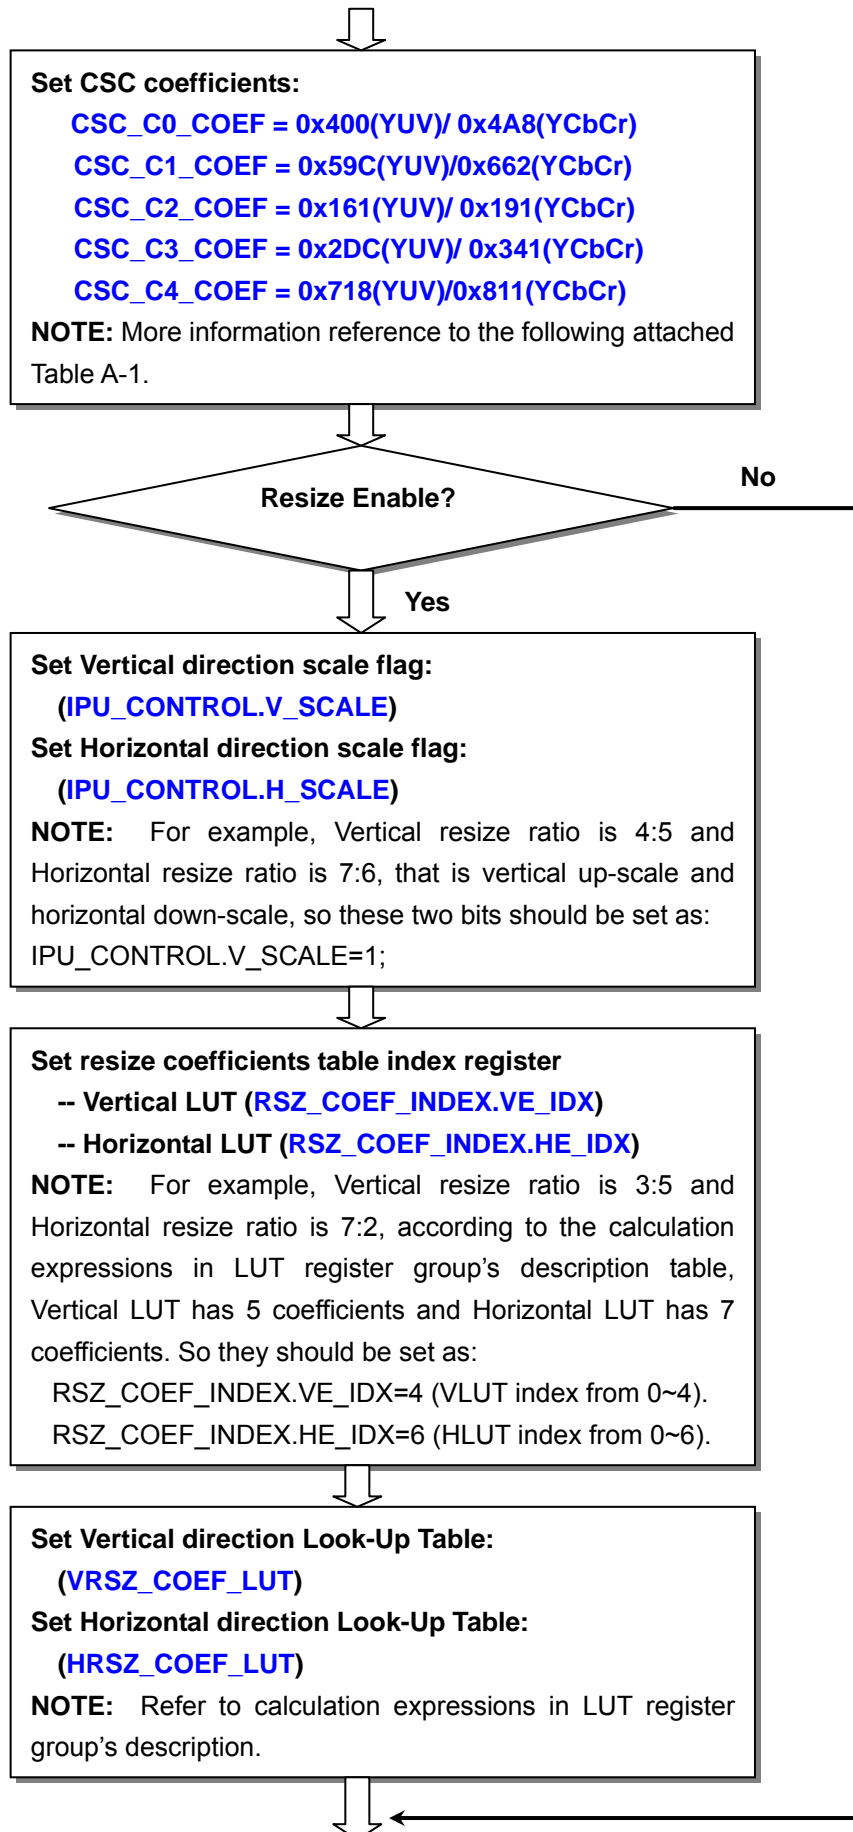 Set CSC coefficients:
CSC_C0_COEF = 0x400(YUV)/ 0x4A8(YCbCr)
CSC_C1_COEF = 0x59C(YUV)/0x662(YCbCr)
CSC_C2_COEF = 0x161(YUV)/ 0x191(YCbCr)
CSC_C3_COEF = 0x2DC(YUV)/ 0x341(YCbCr)
CSC_C4_COEF = 0x718(YUV)/0x811(YCbCr)
NOTE: More information reference to the following attached
Table A-1.
Resize Enable?
No
Yes
Set Vertical direction scale flag:
(IPU_CONTROL.V_SCALE)
Set Horizontal direction scale flag:
(IPU_CONTROL.H_SCALE)
NOTE: For example, Vertical resize ratio is 4:5 and
Horizontal resize ratio is 7:6, that is vertical up-scale and
horizontal down-scale, so these two bits should be set as:
IPU_CONTROL.V_SCALE=1;
Set resize coefficients table index register
-- Vertical LUT (RSZ_COEF_INDEX.VE_IDX)
-- Horizontal LUT (RSZ_COEF_INDEX.HE_IDX)
NOTE: For example, Vertical resize ratio is 3:5 and
Horizontal resize ratio is 7:2, according to the calculation
expressions in LUT register group's description table,
Vertical LUT has 5 coefficients and Horizontal LUT has 7
coefficients. So they should be set as:
RSZ_COEF_INDEX.VE_IDX=4 (VLUT index from 0~4).
RSZ_COEF_INDEX.HE_IDX=6 (HLUT index from 0~6).
Set Vertical direction Look-Up Table:
(VRSZ_COEF_LUT)
Set Horizontal direction Look-Up Table:
(HRSZ_COEF_LUT)
NOTE: Refer to calculation expressions in LUT register
group's description.